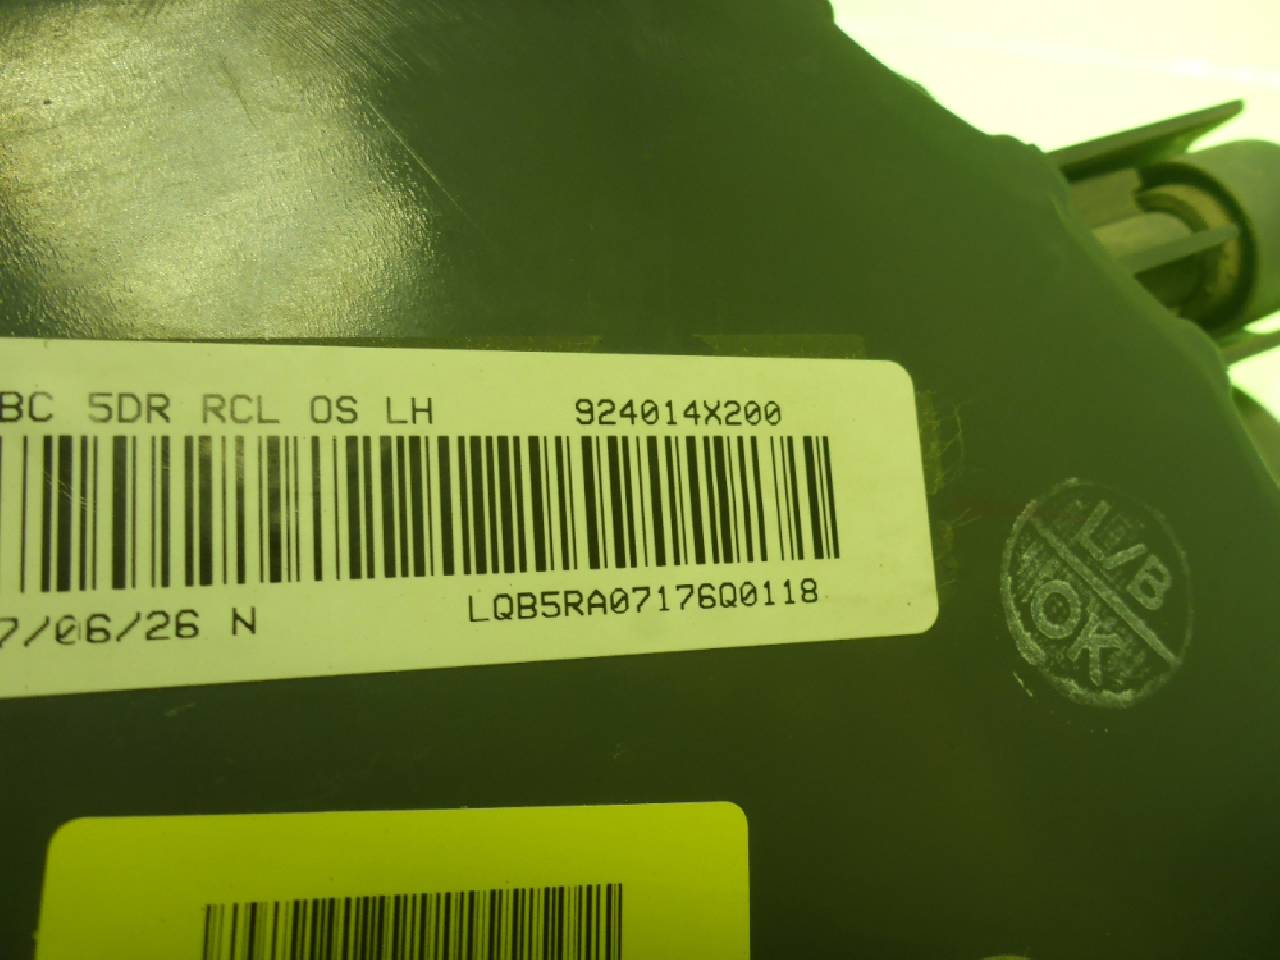 BC 5DR RCL OS LH 924014X200
7/06/26 N LQB5RA07176Q0118
L/B
OK